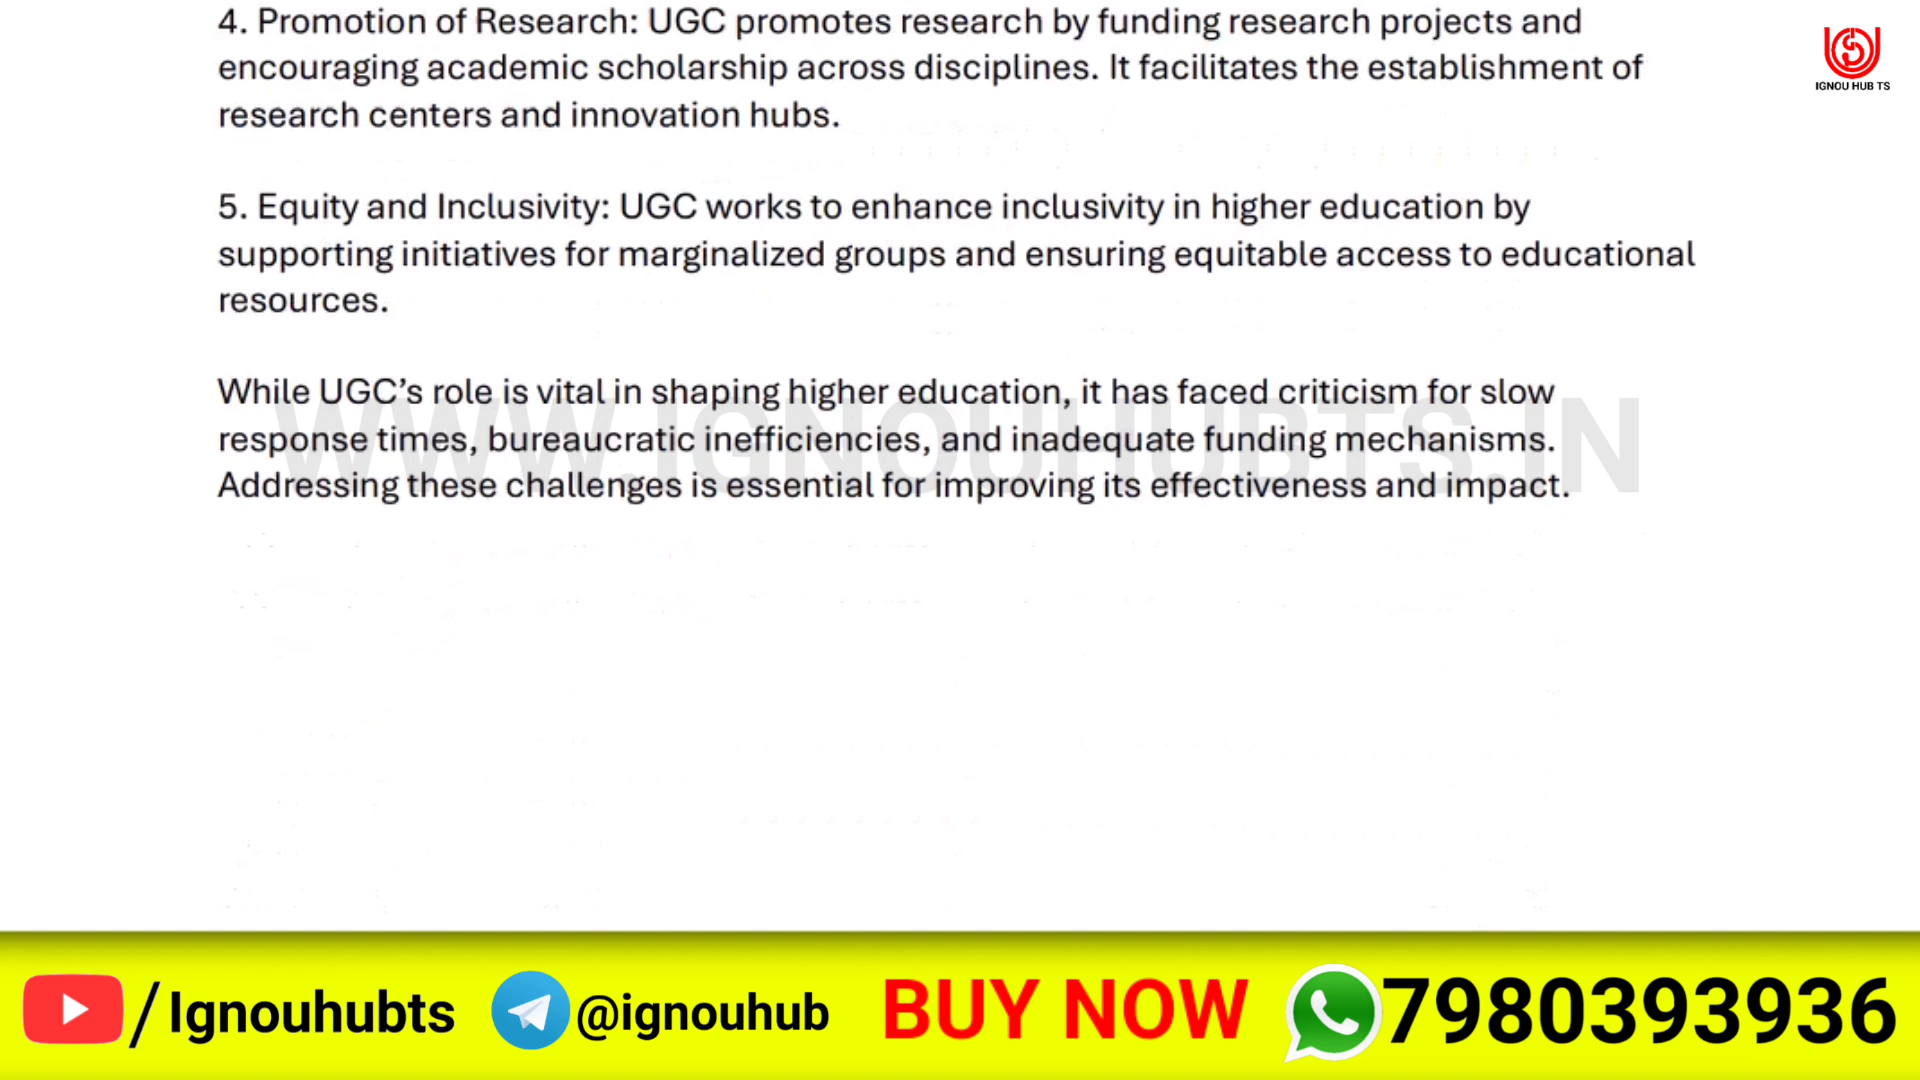 4. Promotion of Research: UGC promotes research by funding research projects and
encouraging academic scholarship across disciplines. It facilitates the establishment of
research centers and innovation hubs.
IGNOU HUB TS
5. Equity and Inclusivity: UGC works to enhance inclusivity in higher education by
supporting initiatives for marginalized groups and ensuring equitable access to educational
resources.
While UGC’s role is vital in shaping higher education, it has faced criticism for slow
response times, bureaucratic inefficiencies, and inadequate funding mechanisms.
Addressing these challenges is essential for improving its effectiveness and impact.
WWW.IGNOUHUBTS.IN
/Ignouhubts @ignouhub BUY NOW 7980393936